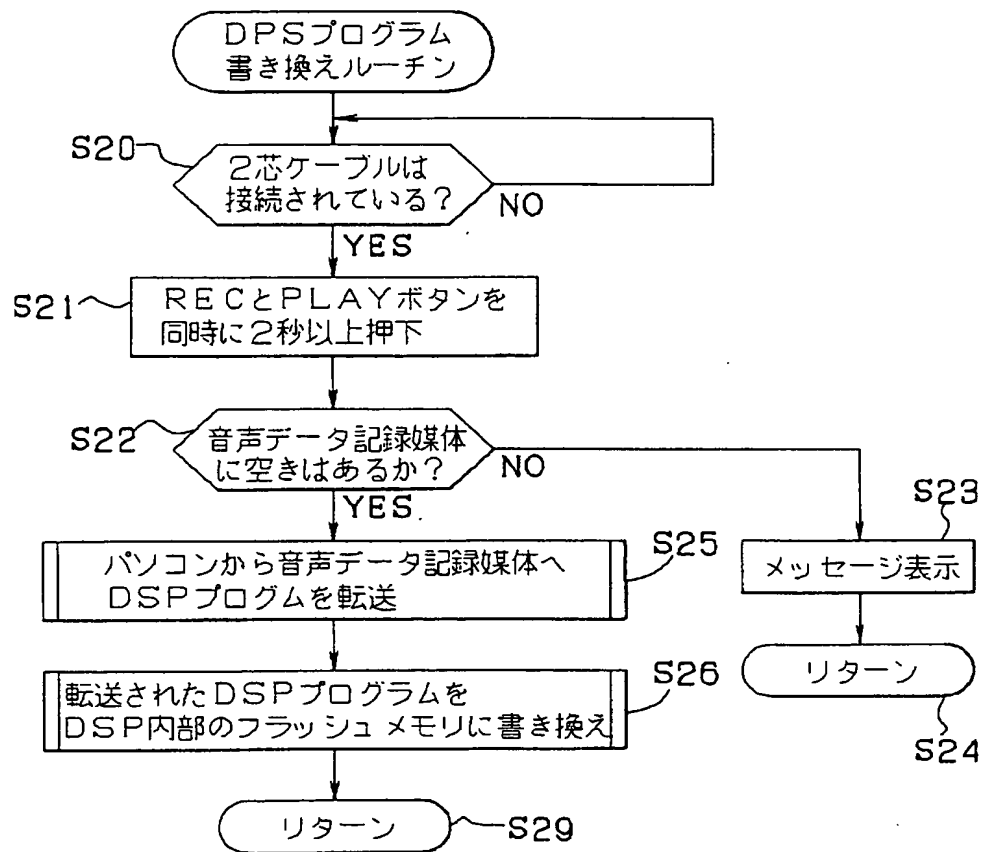 DPSプログラム
書き換えルーチン
S20
2芯ケーブルは
接続されている?
NO
YES
S21
RECとPLAYボタンを
同時に2秒以上押下
S22
音声データ記録媒体
に空きはあるか?
NO
YES
S23
メッセージ表示
S25
パソコンから音声データ記録媒体へ
DSPプログムを転送
リターン
S24
S26
転送されたDSPプログラムを
DSP内部のフラッシュメモリに書き換え
リターン
S29